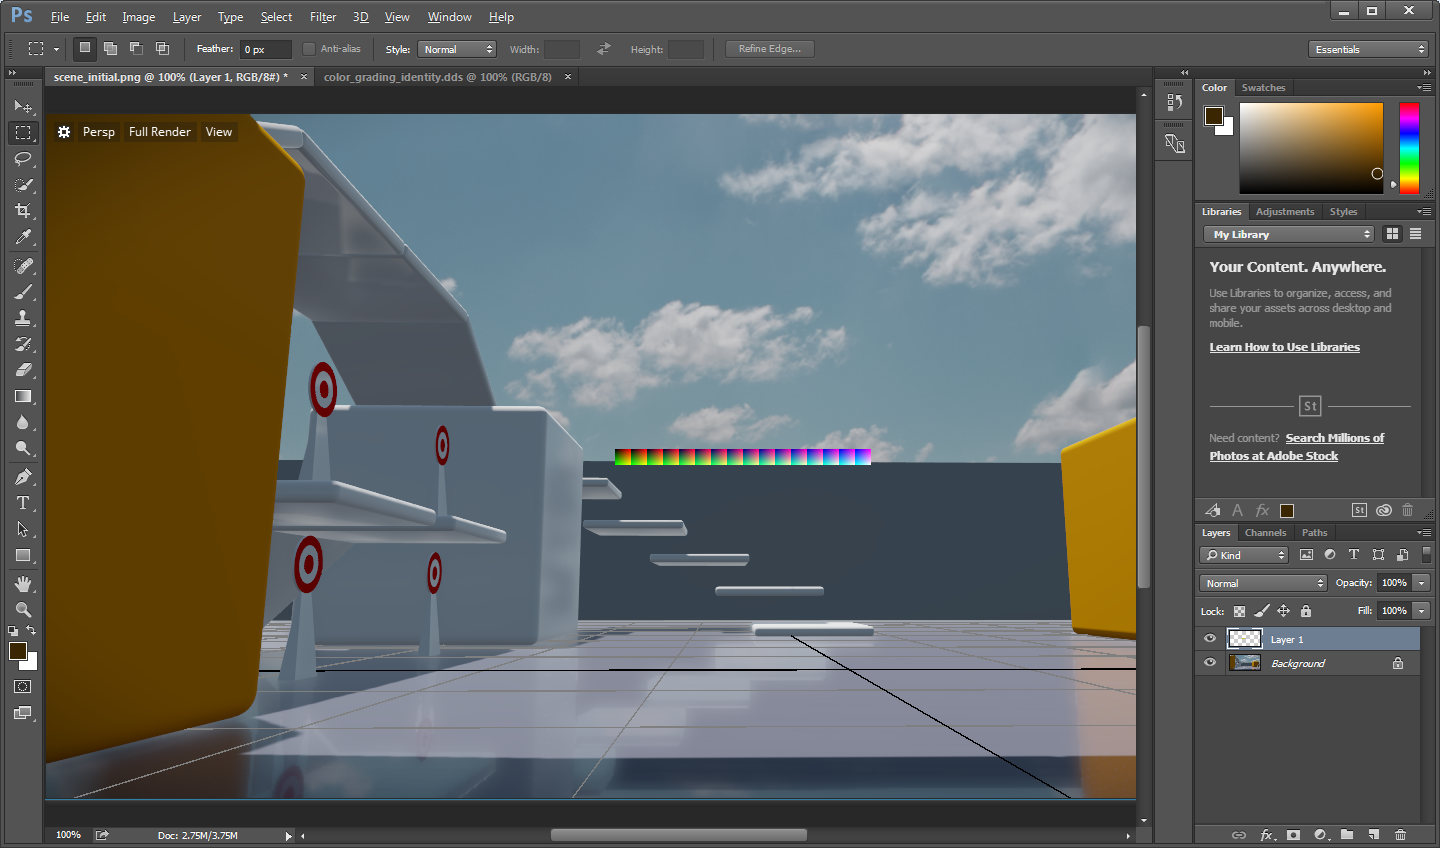 Ps File Edit Image Layer Type Select Filter 3D View Window Help
Feather: 0 px Anti-alias Style: Normal Width: Height: Refine Edge... Essentials
scene_initial.png @ 100% (Layer 1, RGB/8#) * × color_grading_identity.dds @ 100% (RGB/8) ×
Persp Full Render View
Color Swatches
Libraries Adjustments Styles
My Library
Your Content. Anywhere.
Use Libraries to organize, access, and
share your assets across desktop and
mobile.
Learn How to Use Libraries
St
Need content? Search Millions of
Photos at Adobe Stock
A fx St
Layers Channels Paths
Kind T
Normal Opacity: 100%
Lock: Fill: 100%
Layer 1
Background
fx
100% Doc: 2.75M/3.75M